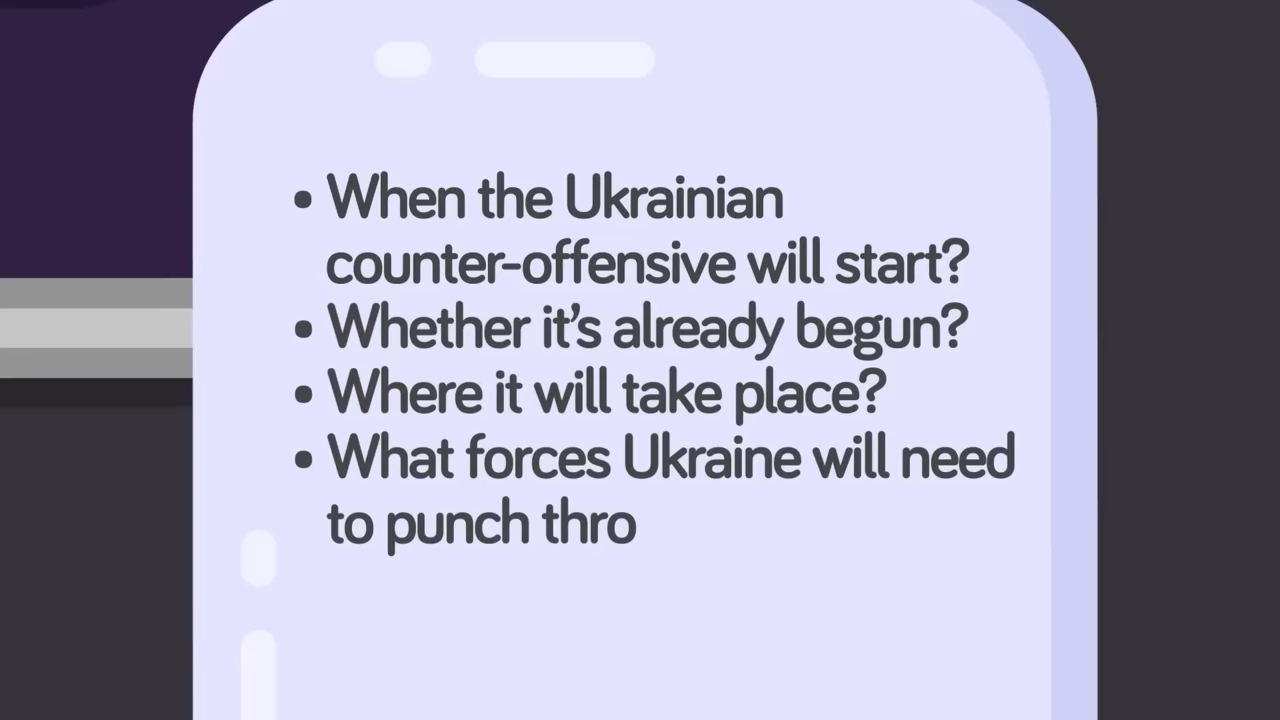 • When the Ukrainian
counter-offensive will start?
• Whether it’s already begun?
• Where it will take place?
• What forces Ukraine will need
to punch thro